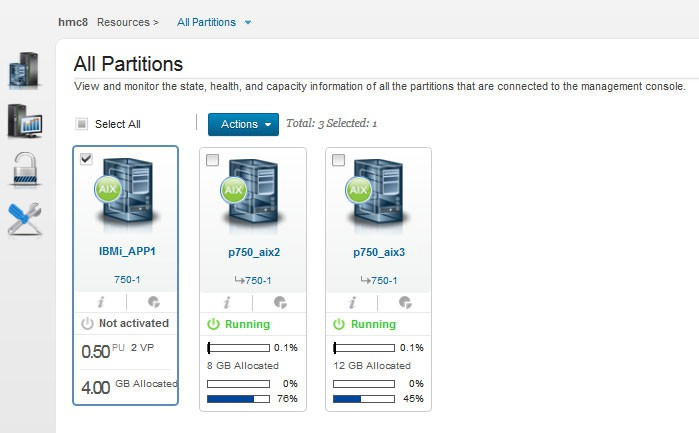 hmc8 Resources > All Partitions
All Partitions
View and monitor the state, health, and capacity information of all the partitions that are connected to the management console.
Select All Actions Total: 3 Selected: 1
AIX AIX AIX
IBMi_APP1 p750_aix2 p750_aix3
750-1 750-1 750-1
i i i
Not activated Running Running
0.50 PU 2 VP 0.1% 0.1%
8 GB Allocated 12 GB Allocated
4.00 GB Allocated 0% 0%
76% 45%